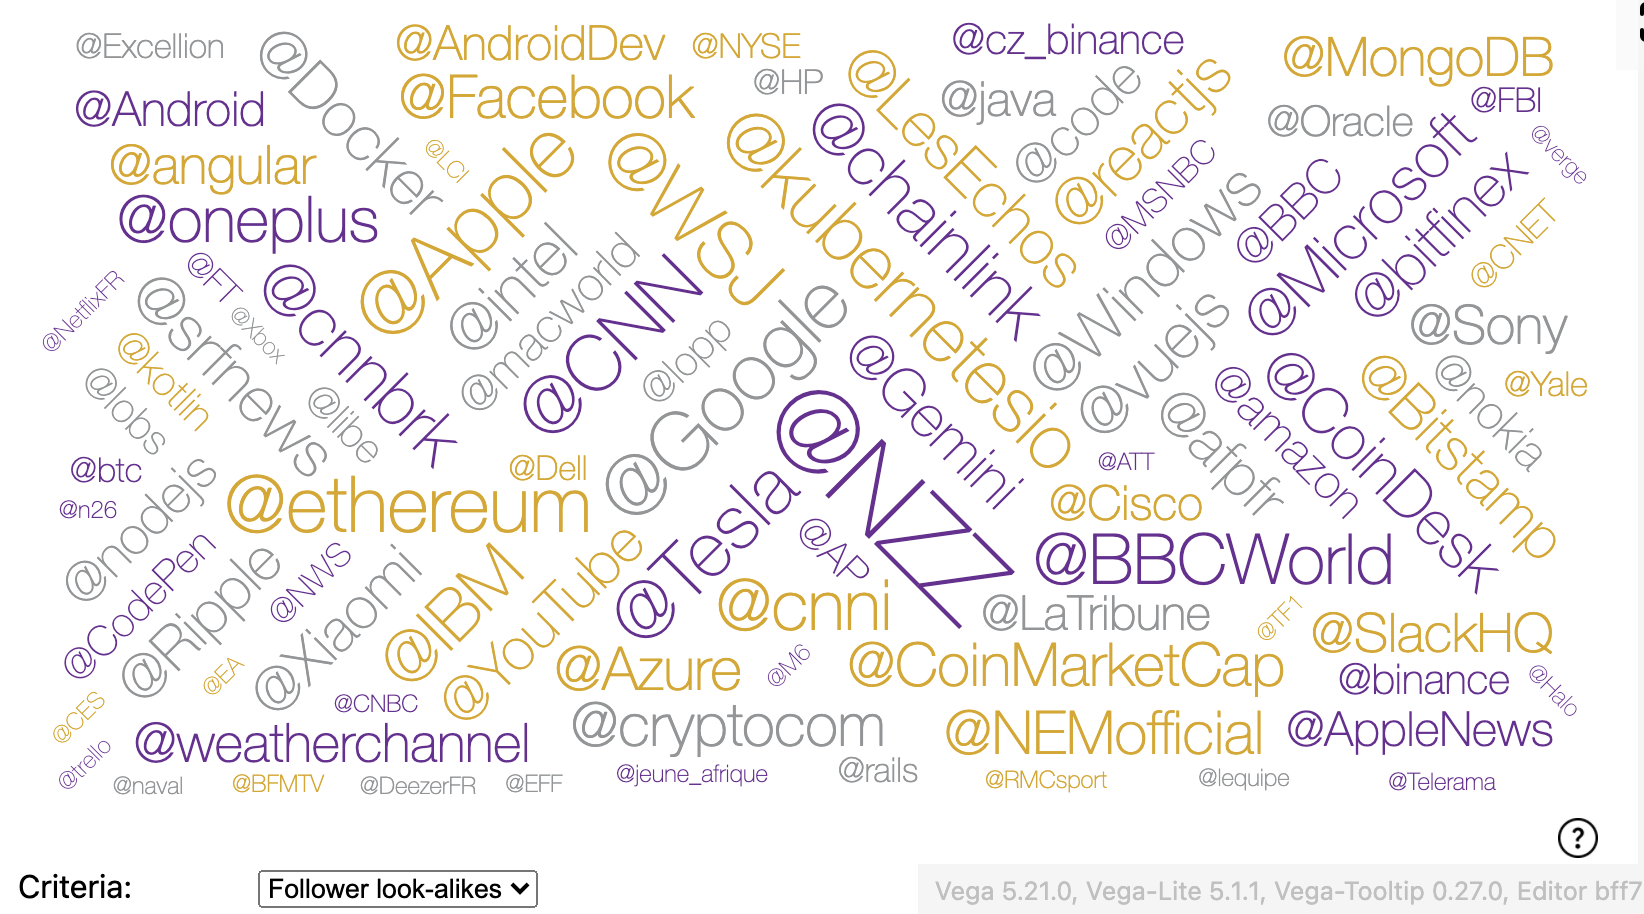 @Excellion
@Docker
@AndroidDev
@NYSE
@cz_binance
@MongoDB
@HP
@LesEchos
@java
@code
@reactjs
@FBI
@Android
@Facebook
@Oracle
@verge
@angular
@LCI
@Apple
@WSJ
@kubernetesio
@chainlink
@MSNBC
@BBC
@Microsoft
@bitfinex
@CNET
@oneplus
@intel
@macworld
@Windows
@NetflixFR
@FT
@Xbox
@srfnews
@cnnbrk
@CNN
@lopp
@Google
@Gemini
@vuejs
@Sony
@kotlin
@lobs
@libe
@NZZ
@afpfr
@amazon
@CoinDesk
@Bitstamp
@nokia
@Yale
@btc
@n26
@nodejs
@ethereum
@Dell
@Tesla
@AP
@ATT
@Cisco
@BBCWorld
@CodePen
@Ripple
@NWS
@Xiaomi
@IBM
@YouTube
@cnni
@LaTribune
@TF1
@SlackHQ
@EA
@Azure
@M6
@CoinMarketCap
@binance
@Halo
@CES
@CNBC
@trello
@weatherchannel
@cryptocom
@NEMofficial
@AppleNews
@naval
@BFMTV
@DeezerFR
@EFF
@jeune_afrique
@rails
@RMCsport
@lequipe
@Telerama
?
Criteria:
Follower look-alikes
Vega 5.21.0, Vega-Lite 5.1.1, Vega-Tooltip 0.27.0, Editor bff7